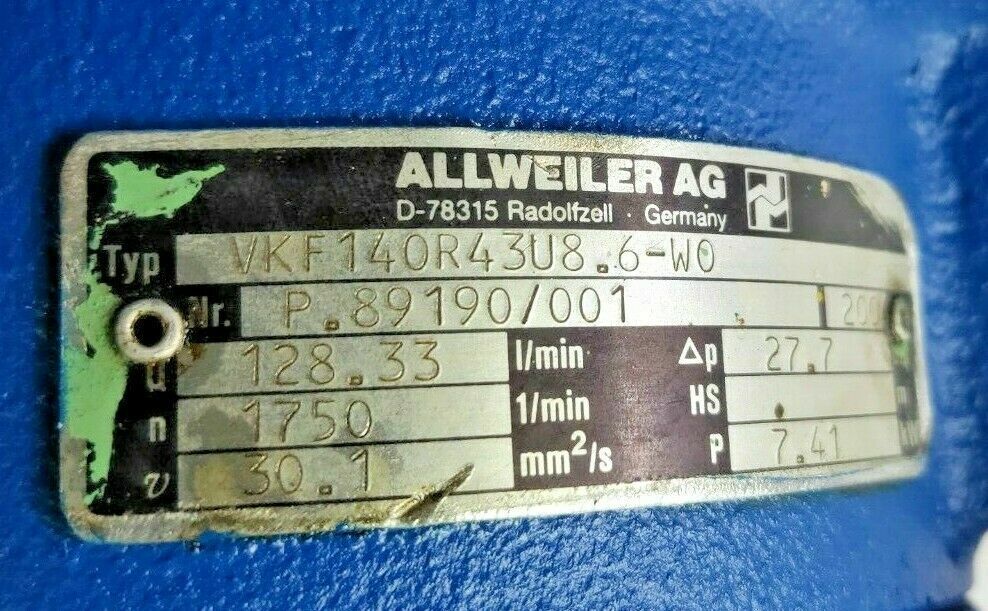 ALLWEILER AG
D-78315 Radolfzell · Germany
Typ VKF140R43U8.6-W0
Nr. P.89190/001
128.33 l/min Δp 27.7
n 1750 1/min HS
ν 30.1 mm²/s P 7.41